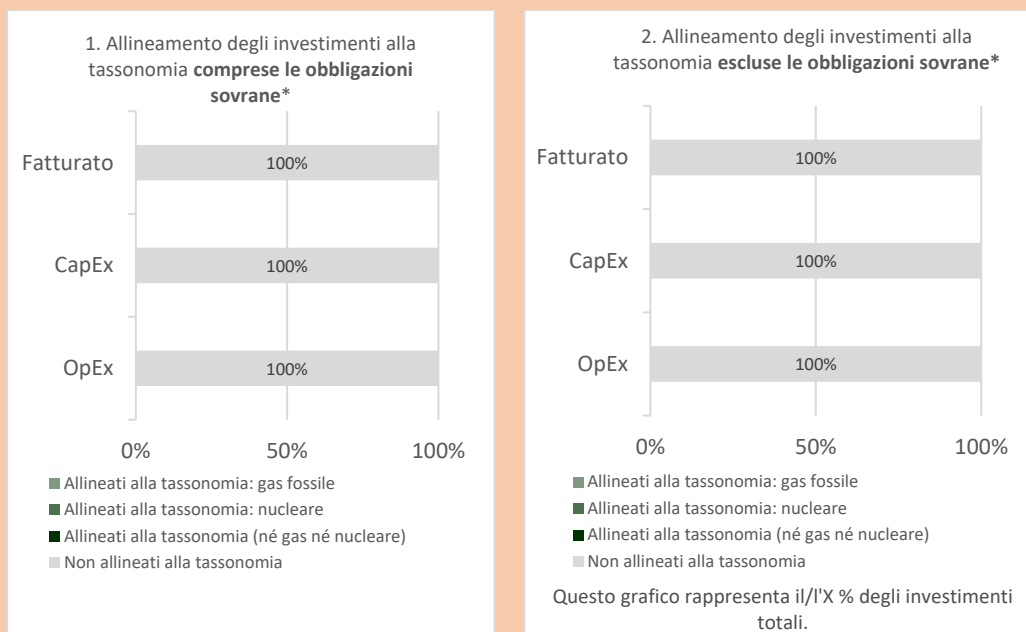 1. Allineamento degli investimenti alla
tassonomia comprese le obbligazioni
sovrane*
Fatturato
100%
CapEx
100%
OpEx
100%
0%
50%
100%
Allineati alla tassonomia: gas fossile
Allineati alla tassonomia: nucleare
Allineati alla tassonomia (né gas né nucleare)
Non allineati alla tassonomia
2. Allineamento degli investimenti alla
tassonomia escluse le obbligazioni sovrane*
Fatturato
100%
CapEx
100%
OpEx
100%
0%
50%
100%
Allineati alla tassonomia: gas fossile
Allineati alla tassonomia: nucleare
Allineati alla tassonomia (né gas né nucleare)
Non allineati alla tassonomia
Questo grafico rappresenta il/l'X % degli investimenti
totali.